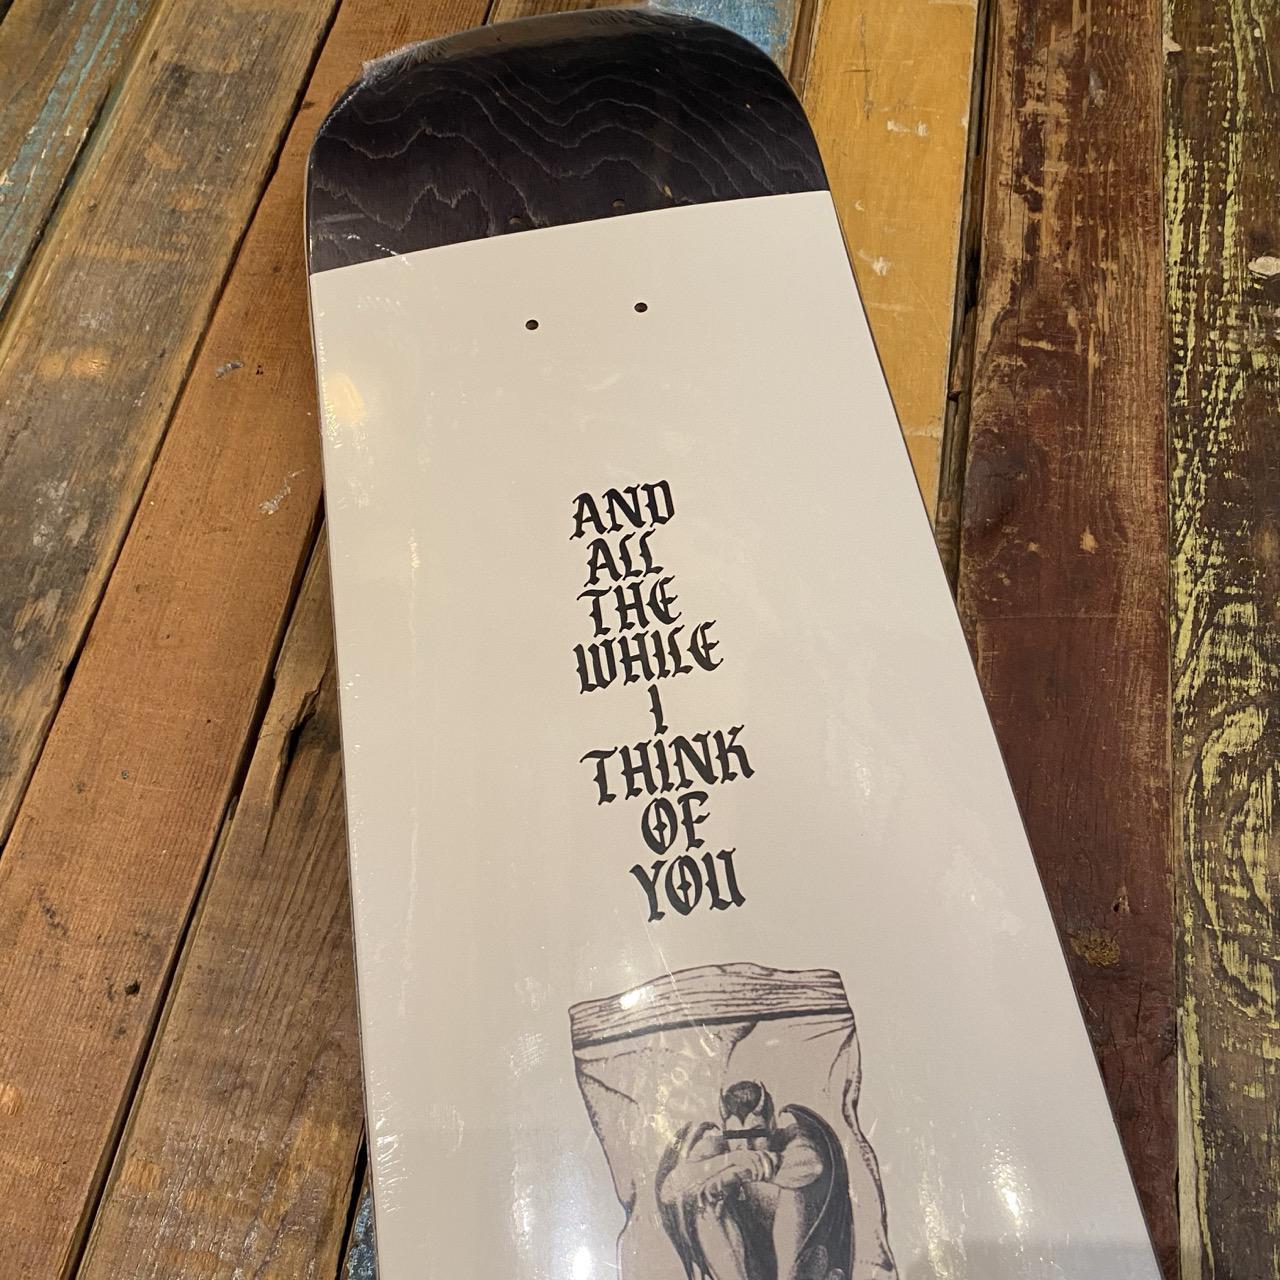 AND
ALL
THE
WHILE
I
THINK
OF
YOU